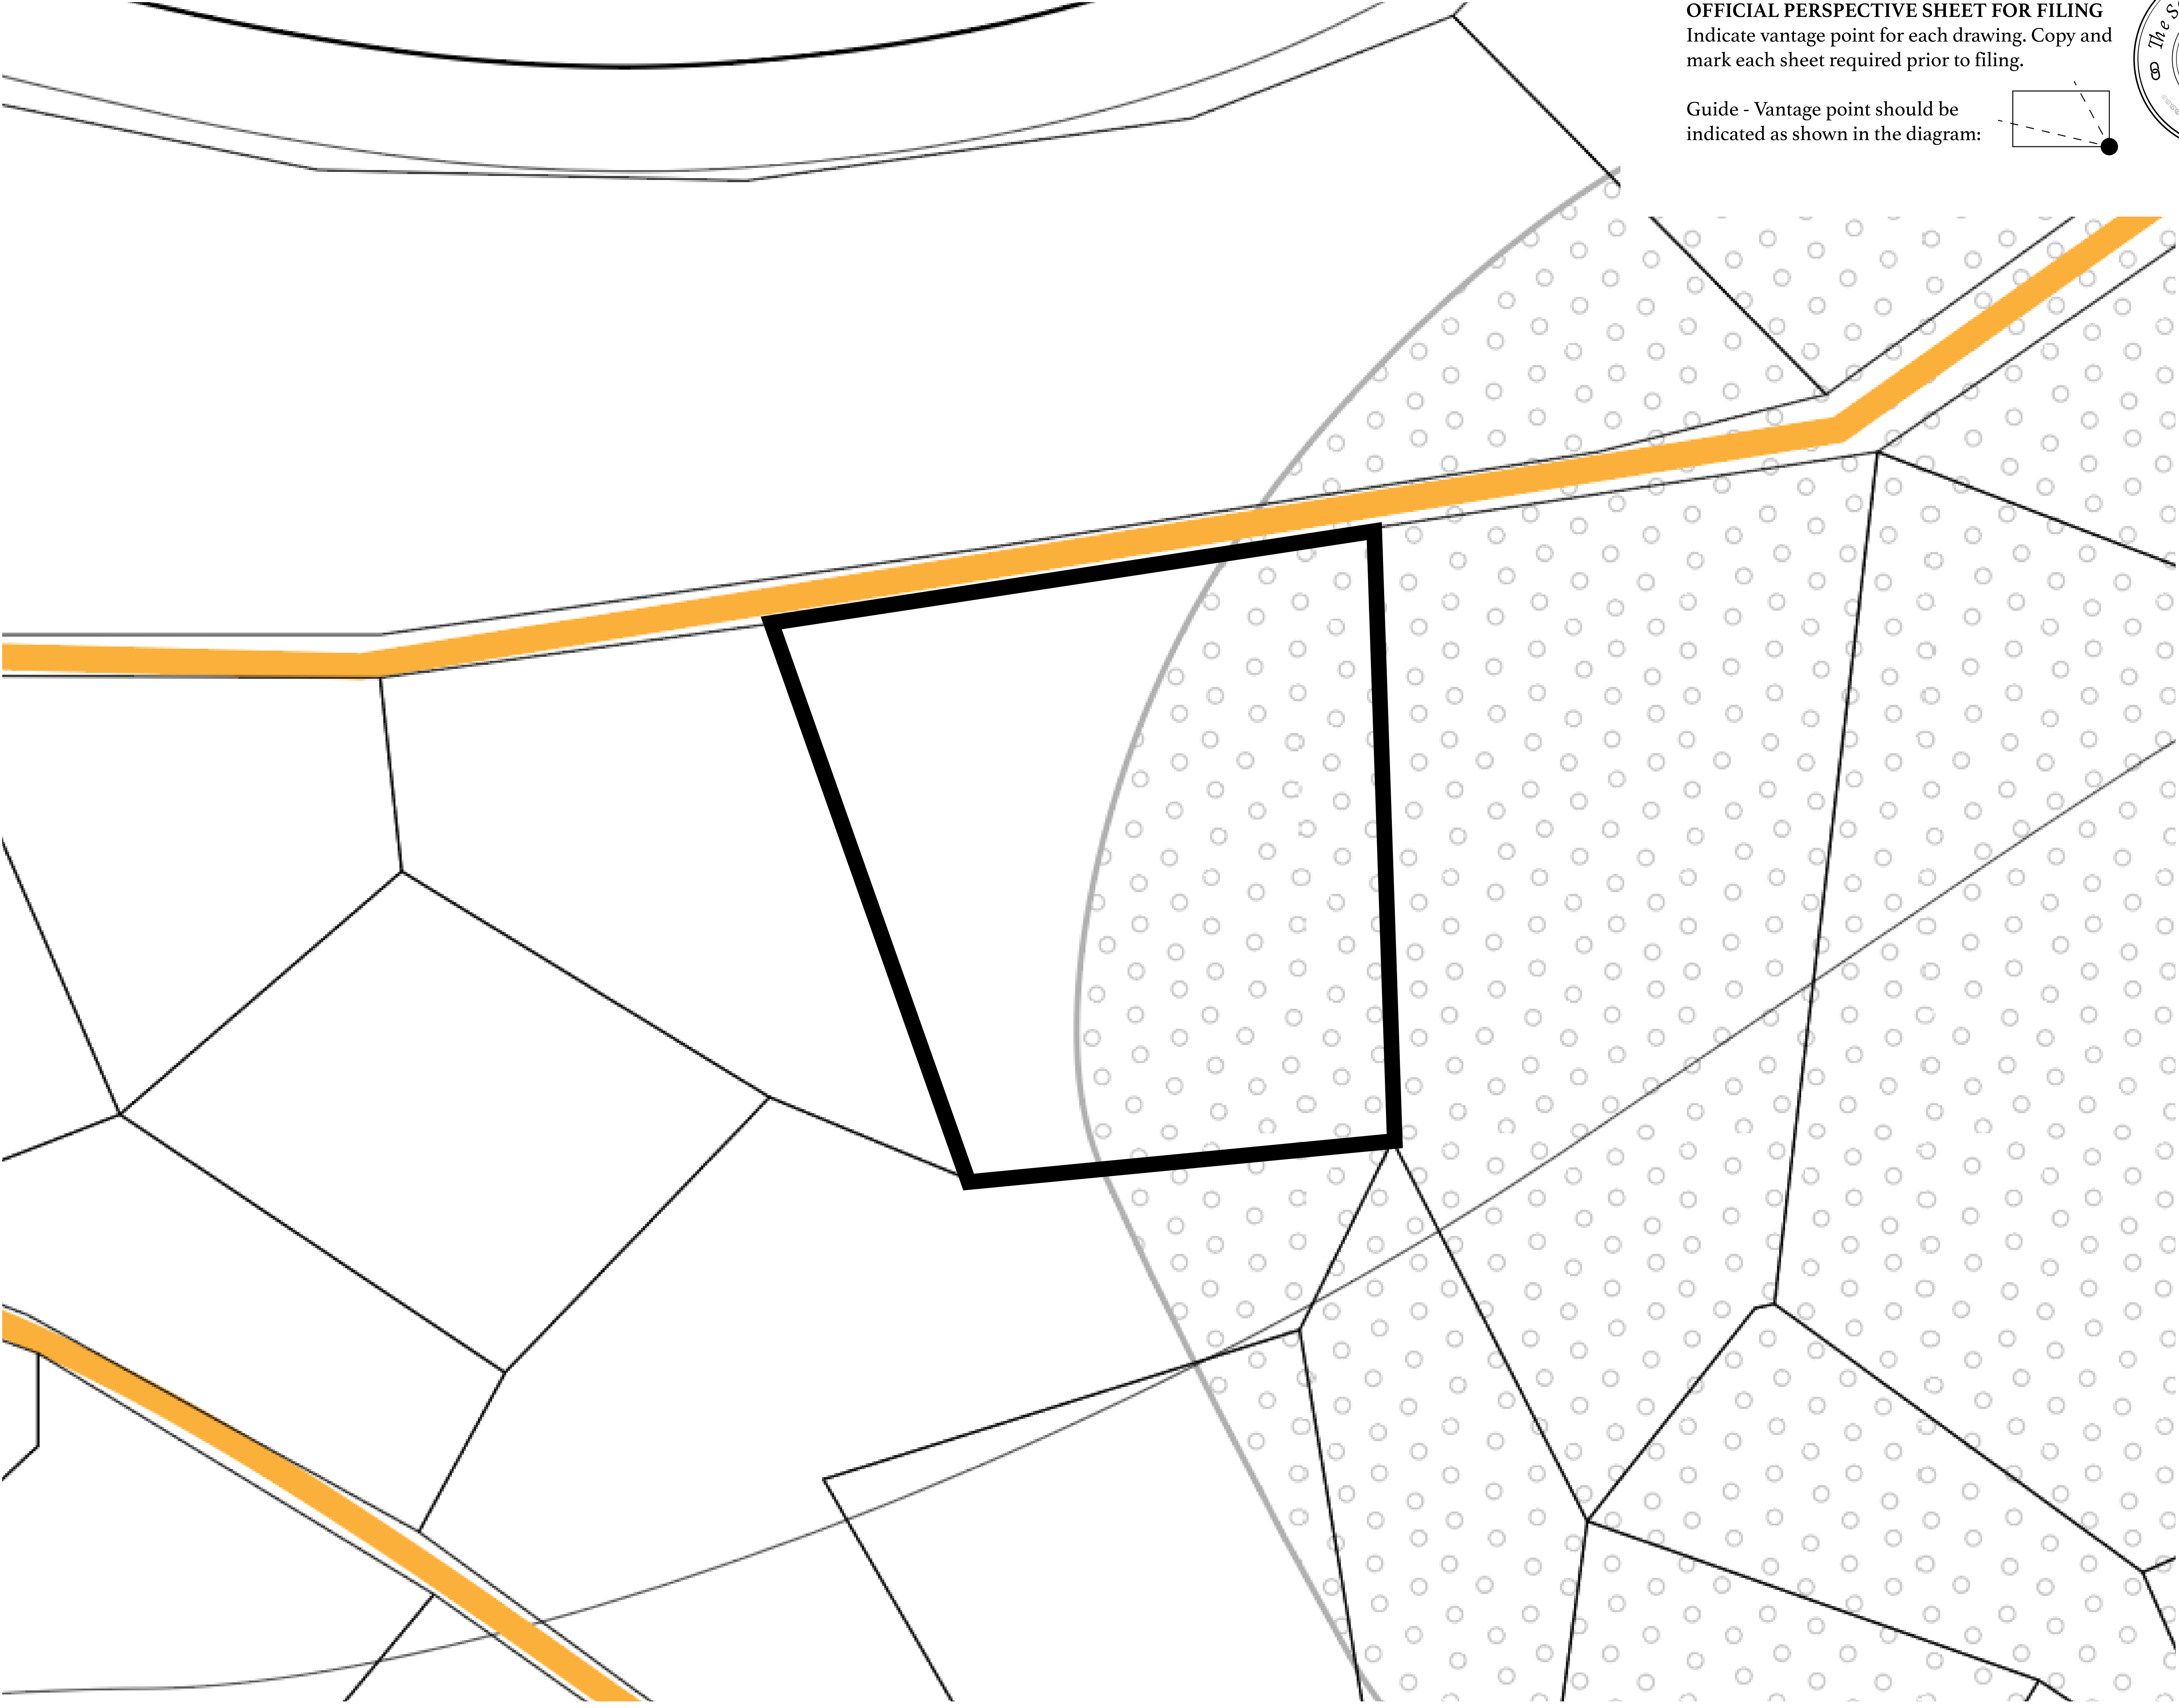 OFFICIAL PERSPECTIVE SHEET FOR FILING
Indicate vantage point for each drawing. Copy and
mark each sheet required prior to filing.
Guide - Vantage point should be
indicated as shown in the diagram:
The